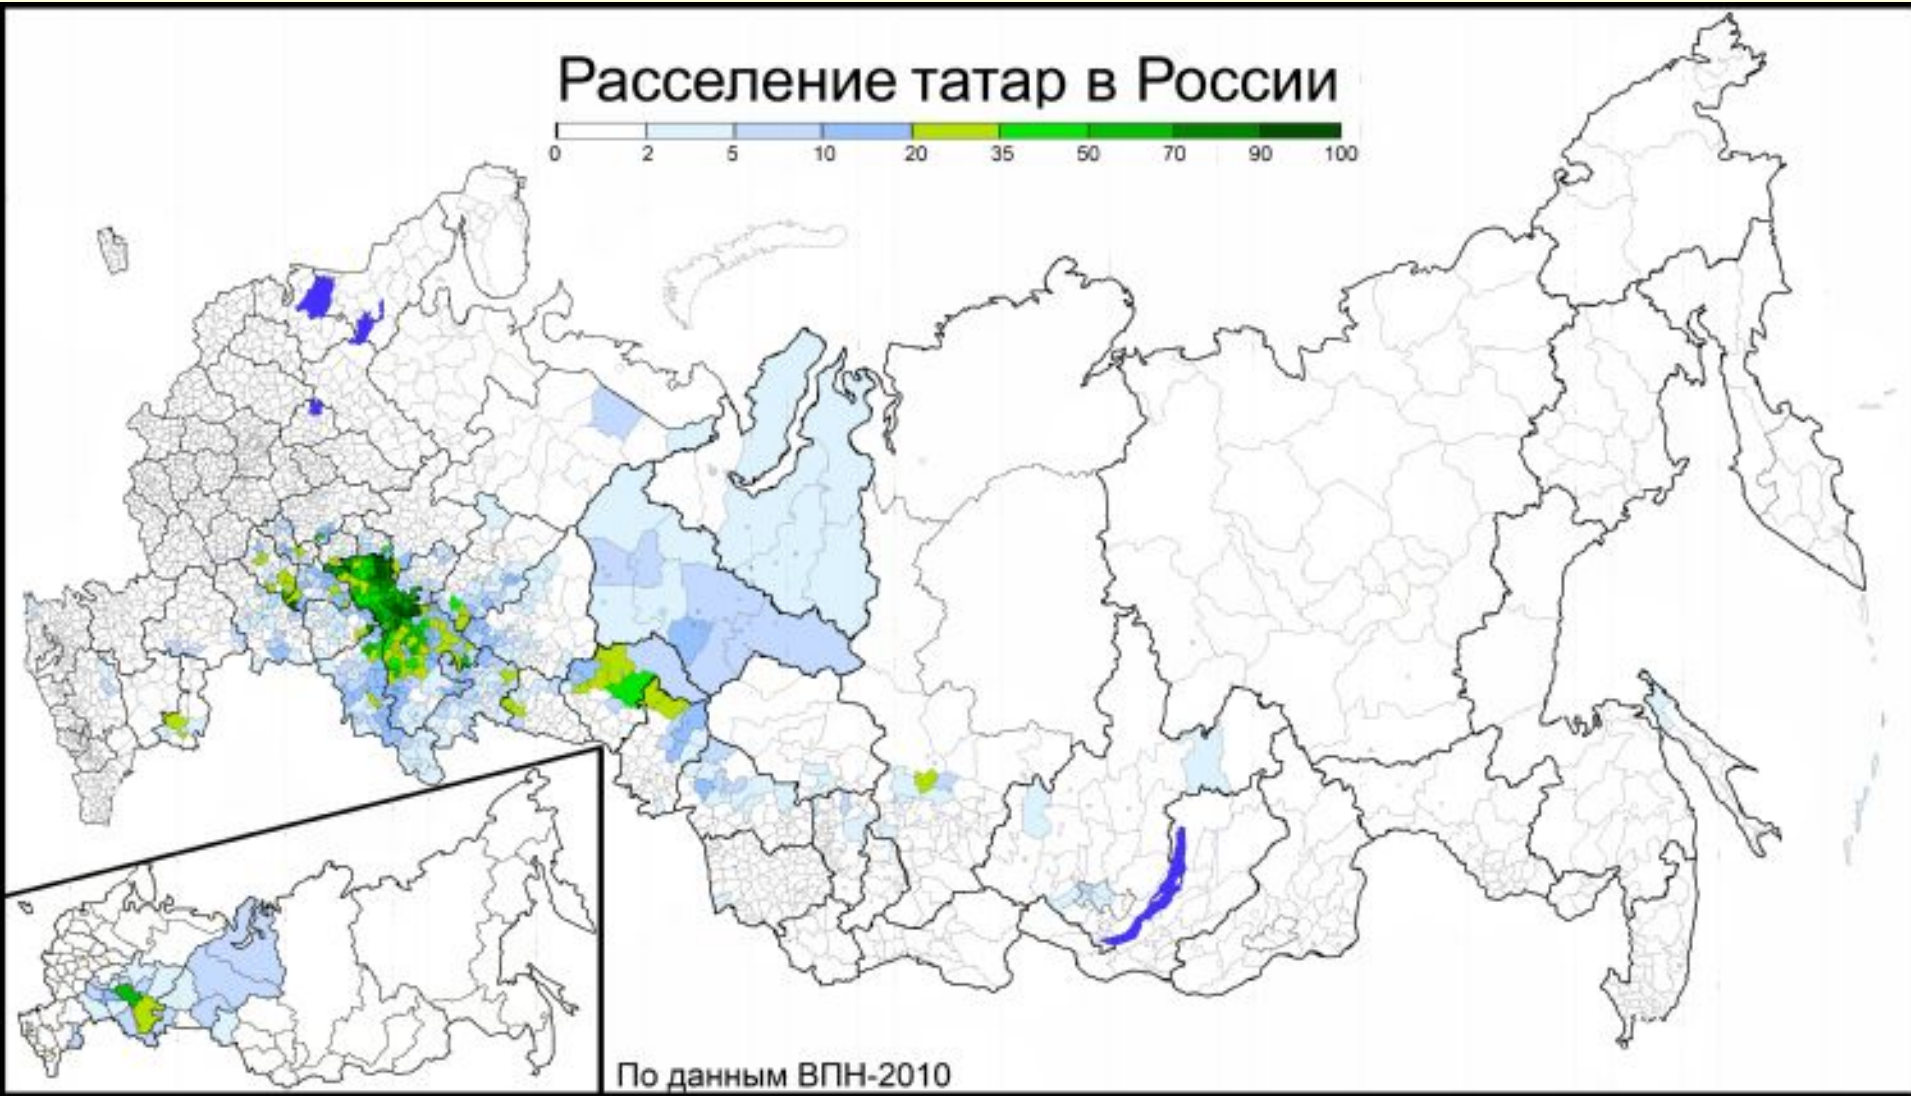 Расселение татар в России
0 2 5 10 20 35 50 70 90 100
По данным ВПН-2010